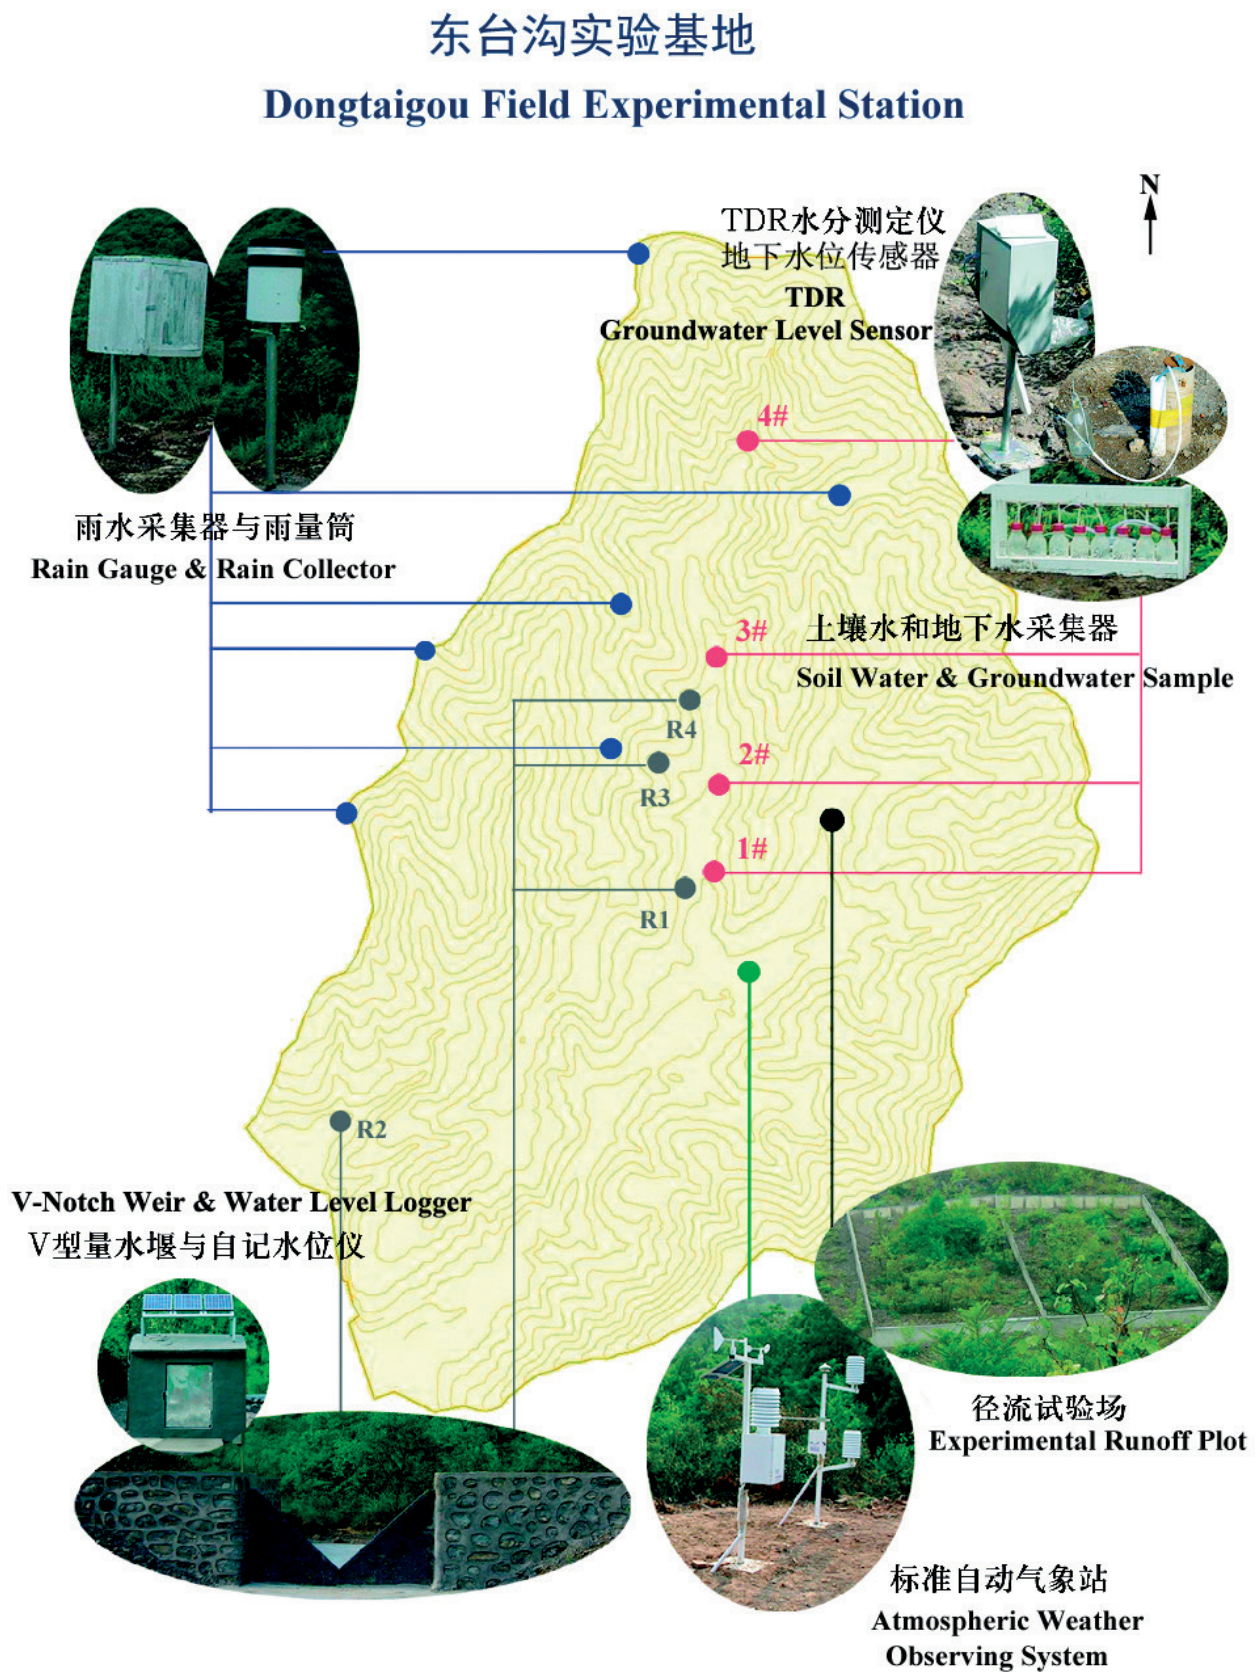 东台沟实验基地
Dongtaigou Field Experimental Station
N
TDR水分测定仪
地下水位传感器
TDR
Groundwater Level Sensor
4#
雨水采集器与雨量筒
Rain Gauge & Rain Collector
3#
土壤水和地下水采集器
Soil Water & Groundwater Sample
R4
2#
R3
1#
R1
R2
V-Notch Weir & Water Level Logger
V型量水堰与自记水位仪
径流试验场
Experimental Runoff Plot
标准自动气象站
Atmospheric Weather
Observing System